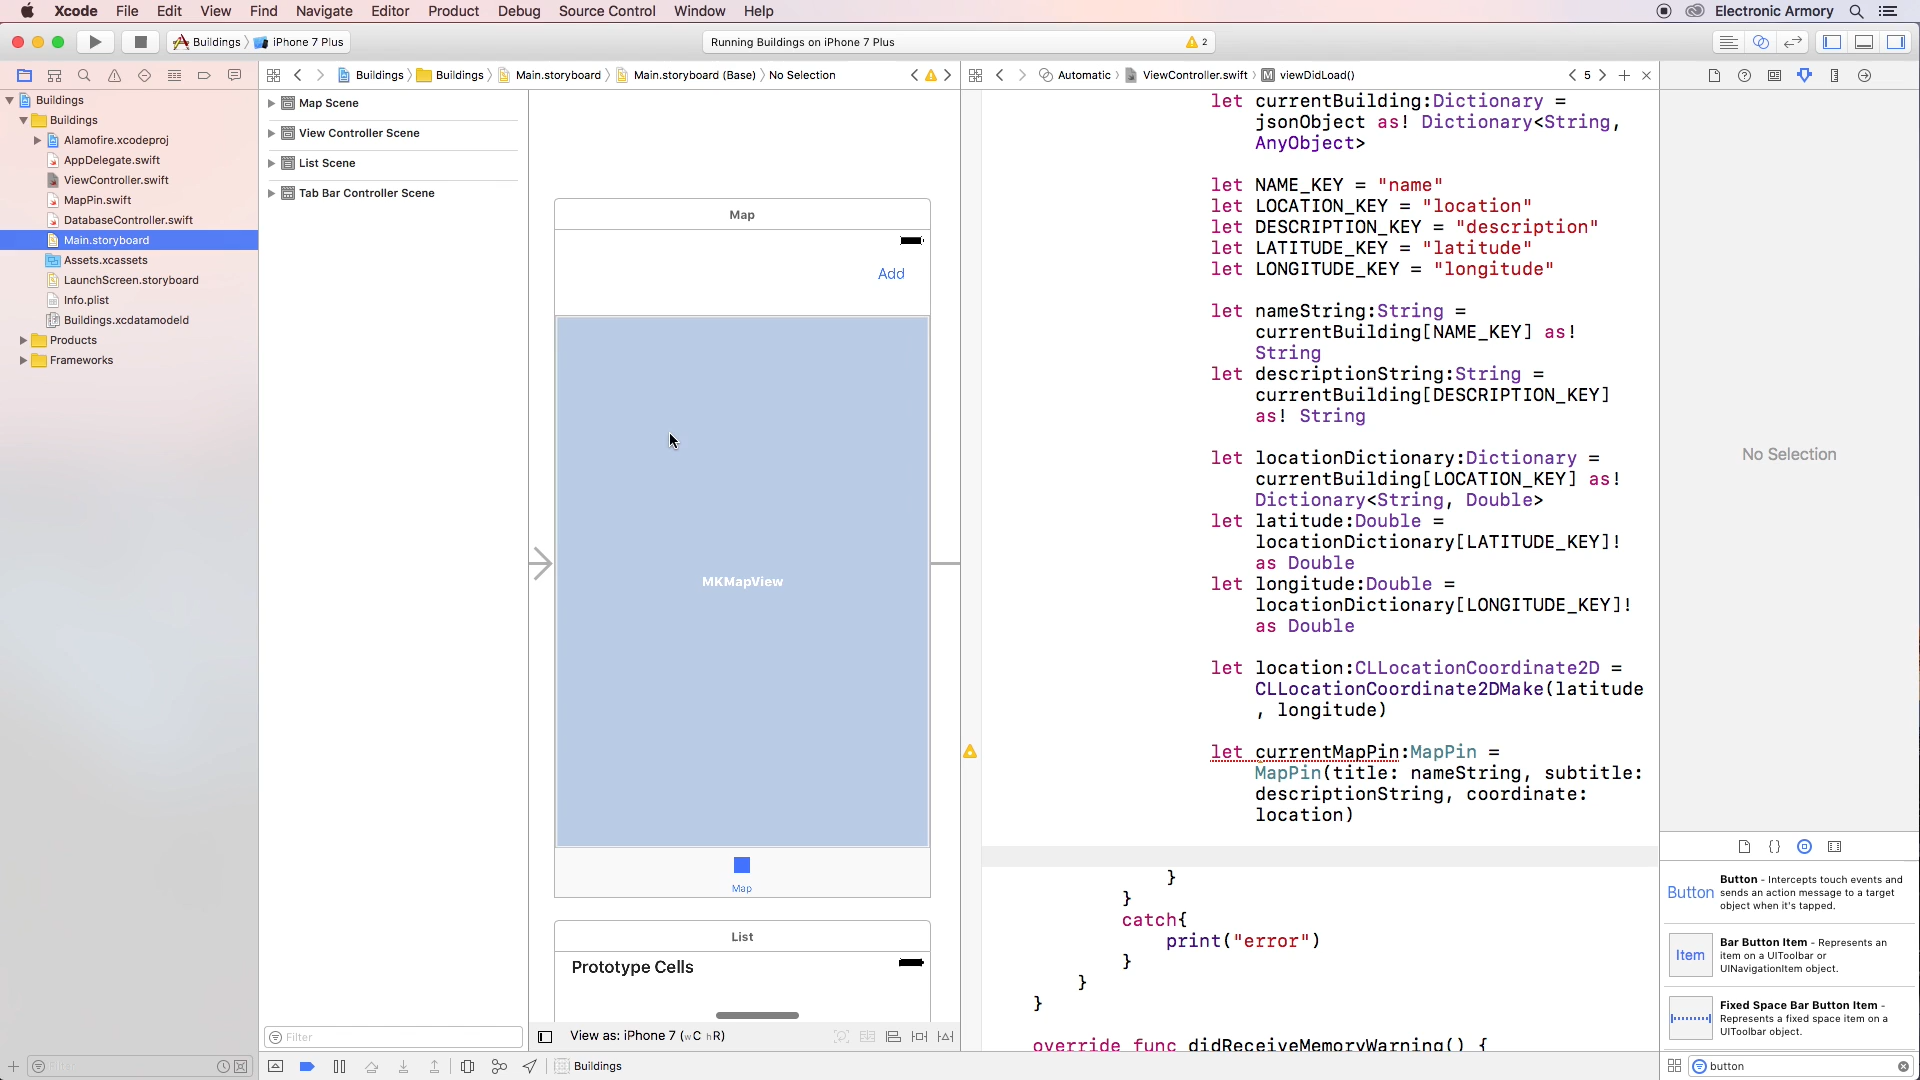 Xcode File Edit View Find Navigate Editor Product Debug Source Control Window Help
Electronic Armory
Buildings iPhone 7 Plus
Running Buildings on iPhone 7 Plus
2
Buildings Buildings Main.storyboard Main.storyboard (Base) No Selection
Automatic ViewController.swift M viewDidLoad()
5
Buildings
Buildings
Alamofire.xcodeproj
AppDelegate.swift
ViewController.swift
MapPin.swift
DatabaseController.swift
Main.storyboard
Assets.xcassets
LaunchScreen.storyboard
Info.plist
Buildings.xcdatamodeld
Products
Frameworks
Map Scene
View Controller Scene
List Scene
Tab Bar Controller Scene
Filter
Map
Add
MKMapView
Map
List
Prototype Cells
View as: iPhone 7 (wC hR)
Buildings
let currentBuilding:Dictionary =
jsonObject as! Dictionary<String,
AnyObject>
let NAME_KEY = "name"
let LOCATION_KEY = "location"
let DESCRIPTION_KEY = "description"
let LATITUDE_KEY = "latitude"
let LONGITUDE_KEY = "longitude"
let nameString:String =
currentBuilding[NAME_KEY] as!
String
let descriptionString:String =
currentBuilding[DESCRIPTION_KEY]
as! String
let locationDictionary:Dictionary =
currentBuilding[LOCATION_KEY] as!
Dictionary<String, Double>
let latitude:Double =
locationDictionary[LATITUDE_KEY]!
as Double
let longitude:Double =
locationDictionary[LONGITUDE_KEY]!
as Double
let location:CLLocationCoordinate2D =
CLLocationCoordinate2DMake(latitude
, longitude)
let currentMapPin:MapPin =
MapPin(title: nameString, subtitle:
descriptionString, coordinate:
location)
}
}
catch{
print("error")
}
}
}
override func didReceiveMemoryWarning() {
No Selection
Button
Button - Intercepts touch events and
sends an action message to a target
object when it's tapped.
Item
Bar Button Item - Represents an
item on a UIToolbar or
UINavigationItem object.
Fixed Space Bar Button Item -
Represents a fixed space item on a
UIToolbar object.
button